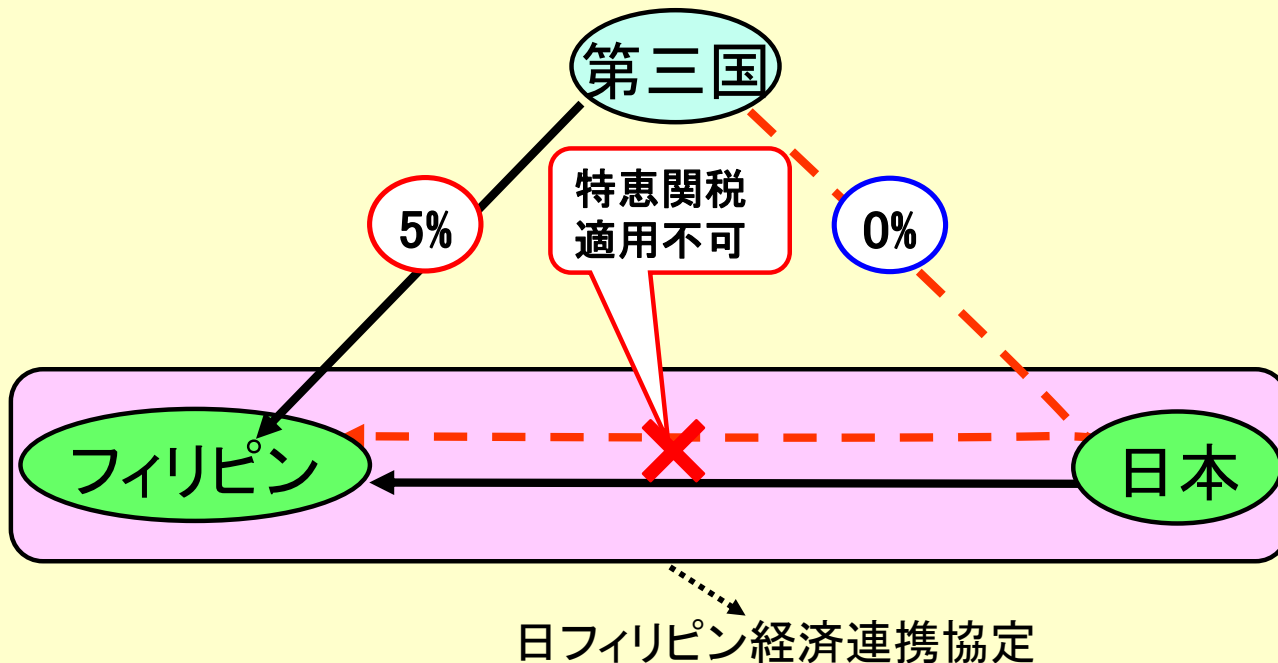 第三国
特恵関税
適用不可
5%
0%
フィリピン
日本
日フィリピン経済連携協定